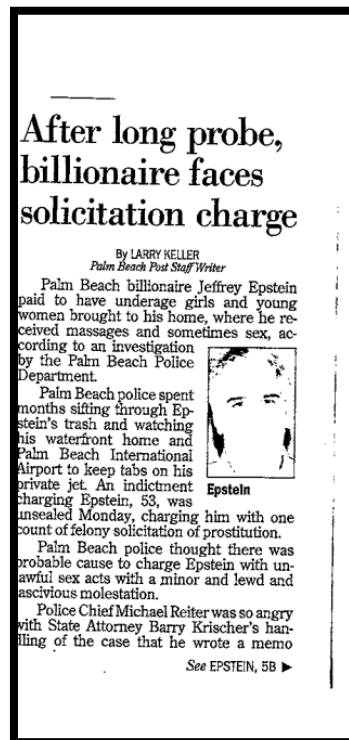 After long probe,
billionaire faces
solicitation charge
By LARRY KELLER
Palm Beach Post Staff Writer
Palm Beach billionaire Jeffrey Epstein
paid to have underage girls and young
women brought to his home, where he re-
ceived massages and sometimes sex, ac-
cording to an investigation
by the Palm Beach Police
Department.
Palm Beach police spent
months sifting through Ep-
stein's trash and watching
his waterfront home and
Palm Beach International
Airport to keep tabs on his
private jet. An indictment
charging Epstein, 53, was
unsealed Monday, charging him with one
count of felony solicitation of prostitution.
Epstein
Palm Beach police thought there was
probable cause to charge Epstein with un-
awful sex acts with a minor and lewd and
ascivious molestation.
Police Chief Michael Reiter was so angry
with State Attorney Barry Krischer's han-
lling of the case that he wrote a memo
See EPSTEIN, 5B ▶